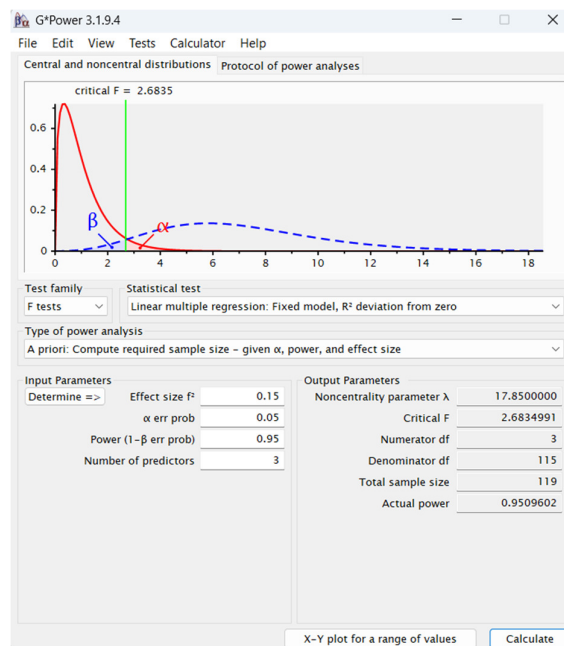 G*Power 3.1.9.4
File Edit View Tests Calculator Help
Central and noncentral distributions Protocol of power analyses
critical F = 2.6835
0.6
0.4
0.2
0
β
α
0 2 4 6 8 10 12 14 16 18
Test family Statistical test
F tests Linear multiple regression: Fixed model, R² deviation from zero
Type of power analysis
A priori: Compute required sample size – given α, power, and effect size
Input Parameters Output Parameters
Determine => Effect size f² 0.15 Noncentrality parameter λ 17.8500000
α err prob 0.05 Critical F 2.6834991
Power (1-β err prob) 0.95 Numerator df 3
Number of predictors 3 Denominator df 115
Total sample size 119
Actual power 0.9509602
X-Y plot for a range of values Calculate